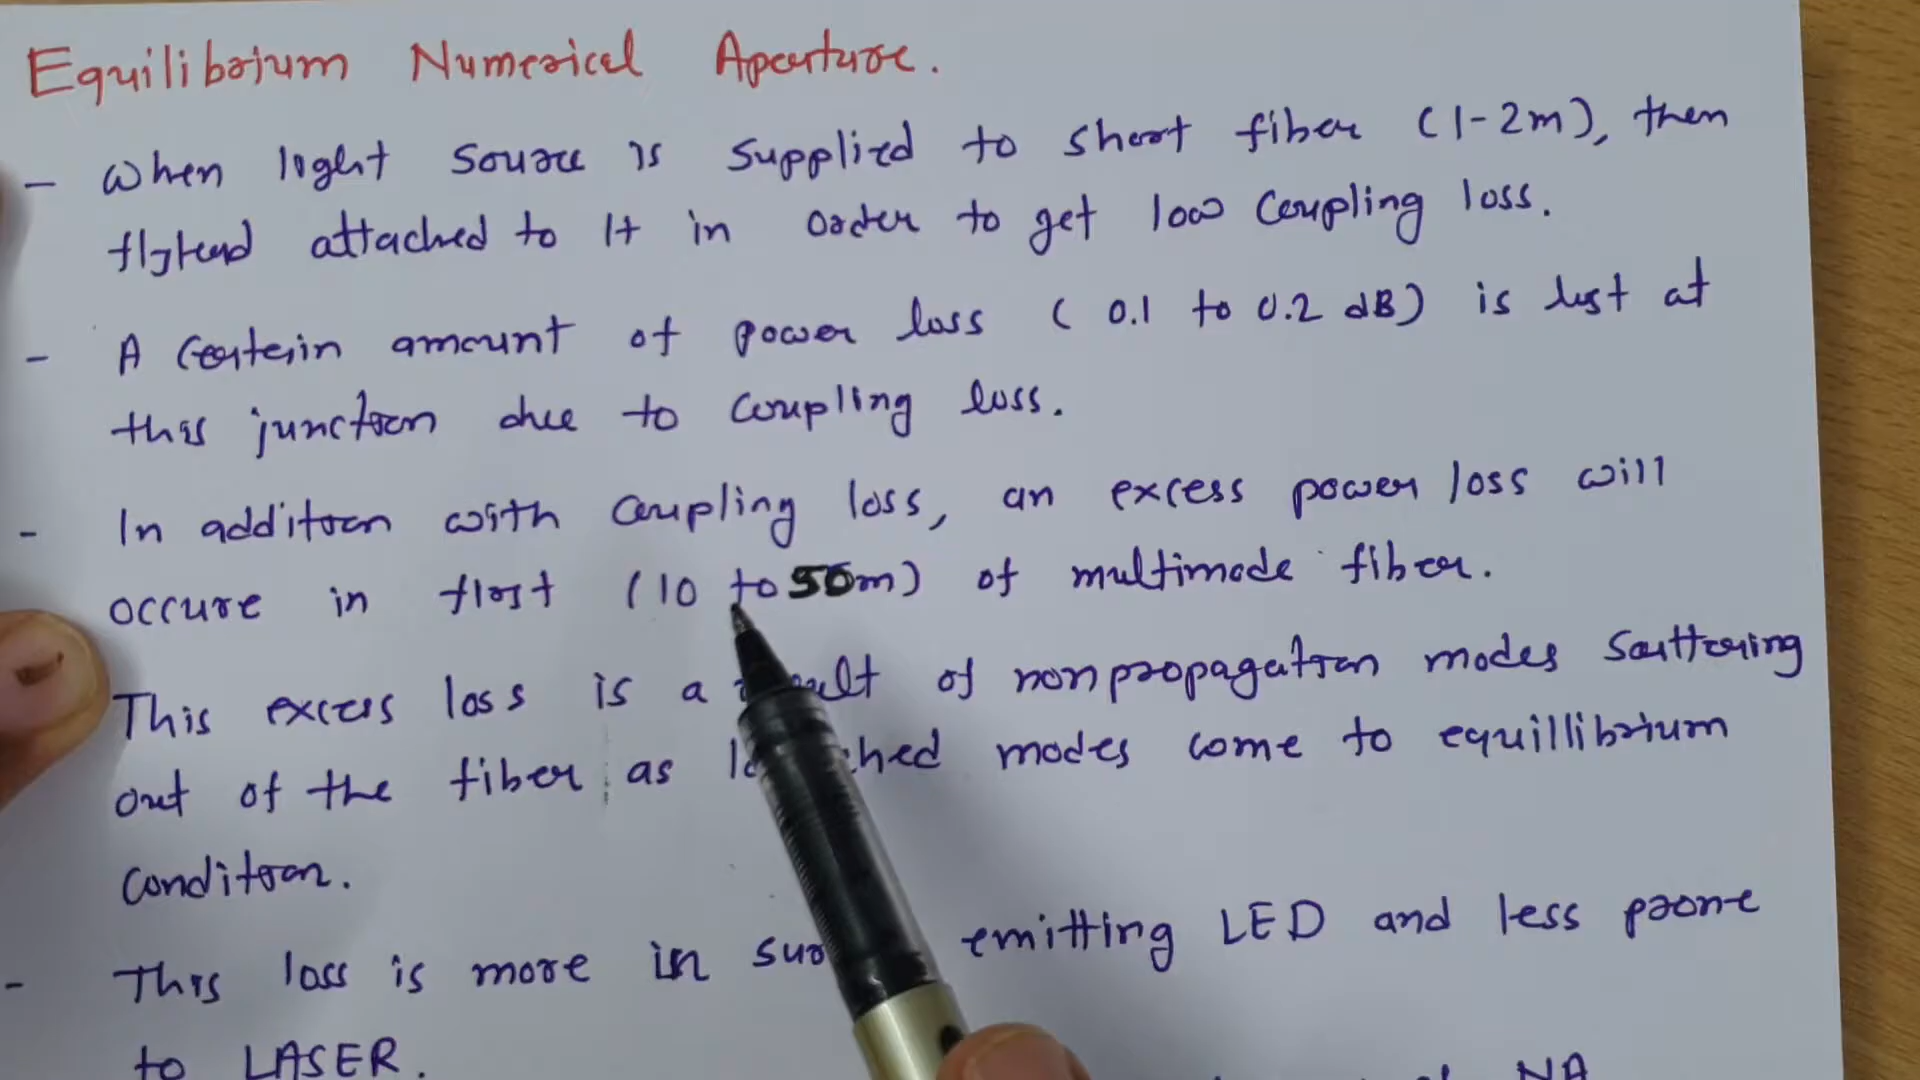 Equilibrium Numerical Aperture.
- When light source is supplied to short fiber (1-2m), then
flylead attached to it in order to get low coupling loss.
- A certain amount of power loss ( 0.1 to 0.2 dB) is lost at
this junction due to coupling loss.
- In addition with coupling loss, an excess power loss will
occure in first (10 to 50m) of multimode fiber.
This excess loss is a of nonpropagation modes scattering
out of the fiber as modes come to equillibrium
condition.
- This loss is more in emitting LED and less prone
to LASER.
NA